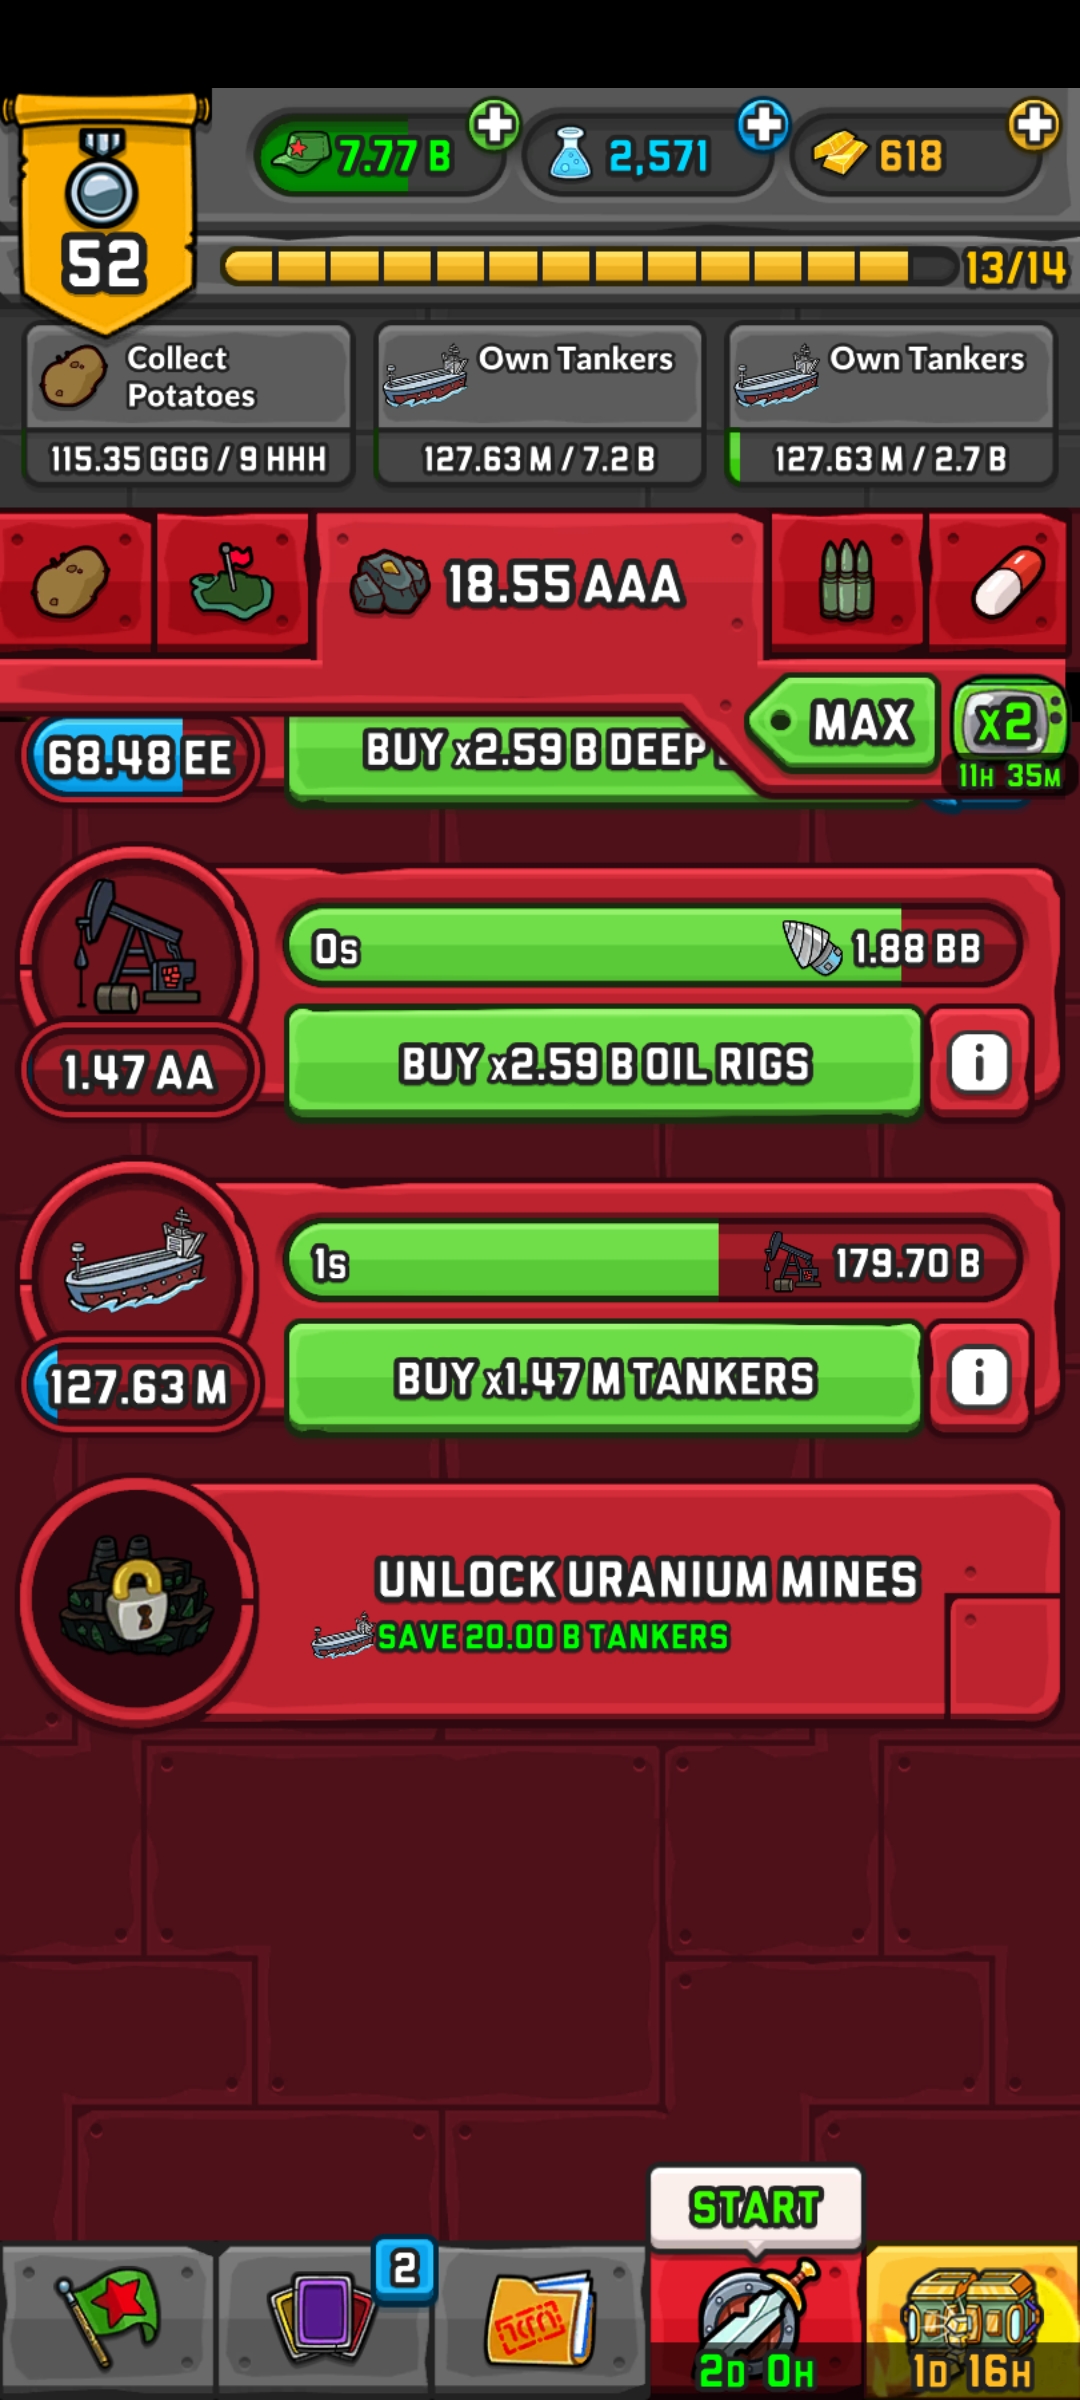 52
7.77 B
2,571
618
13/14
Collect
Potatoes
115.35 GGG / 9 HHH
Own Tankers
127.63 M / 7.2 B
Own Tankers
127.63 M / 2.7 B
18.55 AAA
MAX
x2
11H 35M
68.48 EE
BUY x2.59 B DEEP
0s
1.88 BB
1.47 AA
BUY x2.59 B OIL RIGS
i
1s
179.70 B
127.63 M
BUY x1.47 M TANKERS
i
UNLOCK URANIUM MINES
SAVE 20.00 B TANKERS
START
2
2D 0H
1D 16H